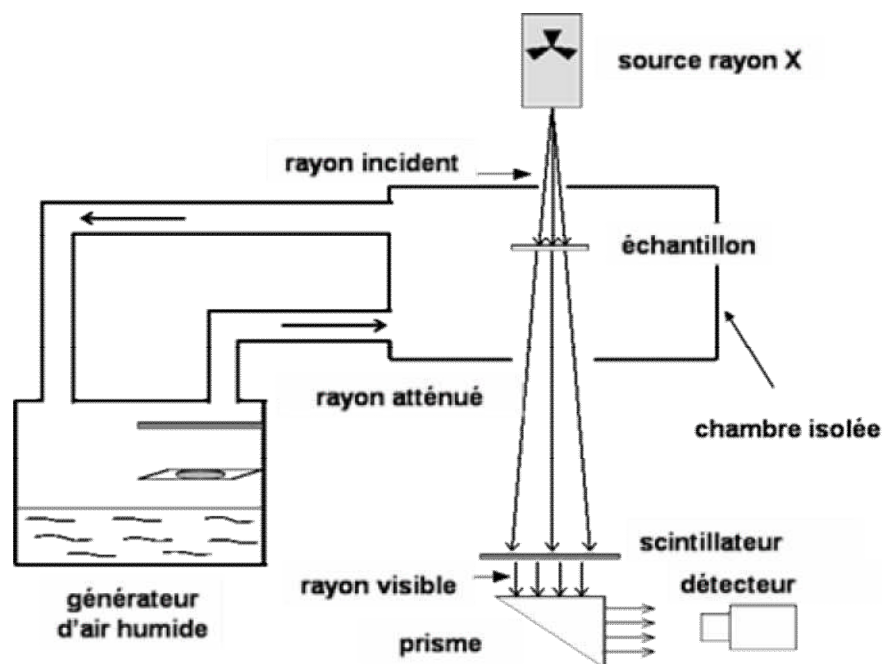 source rayon X
rayon incident
échantillon
rayon atténué
chambre isolée
scintillateur
rayon visible
détecteur
générateur
d'air humide
prisme